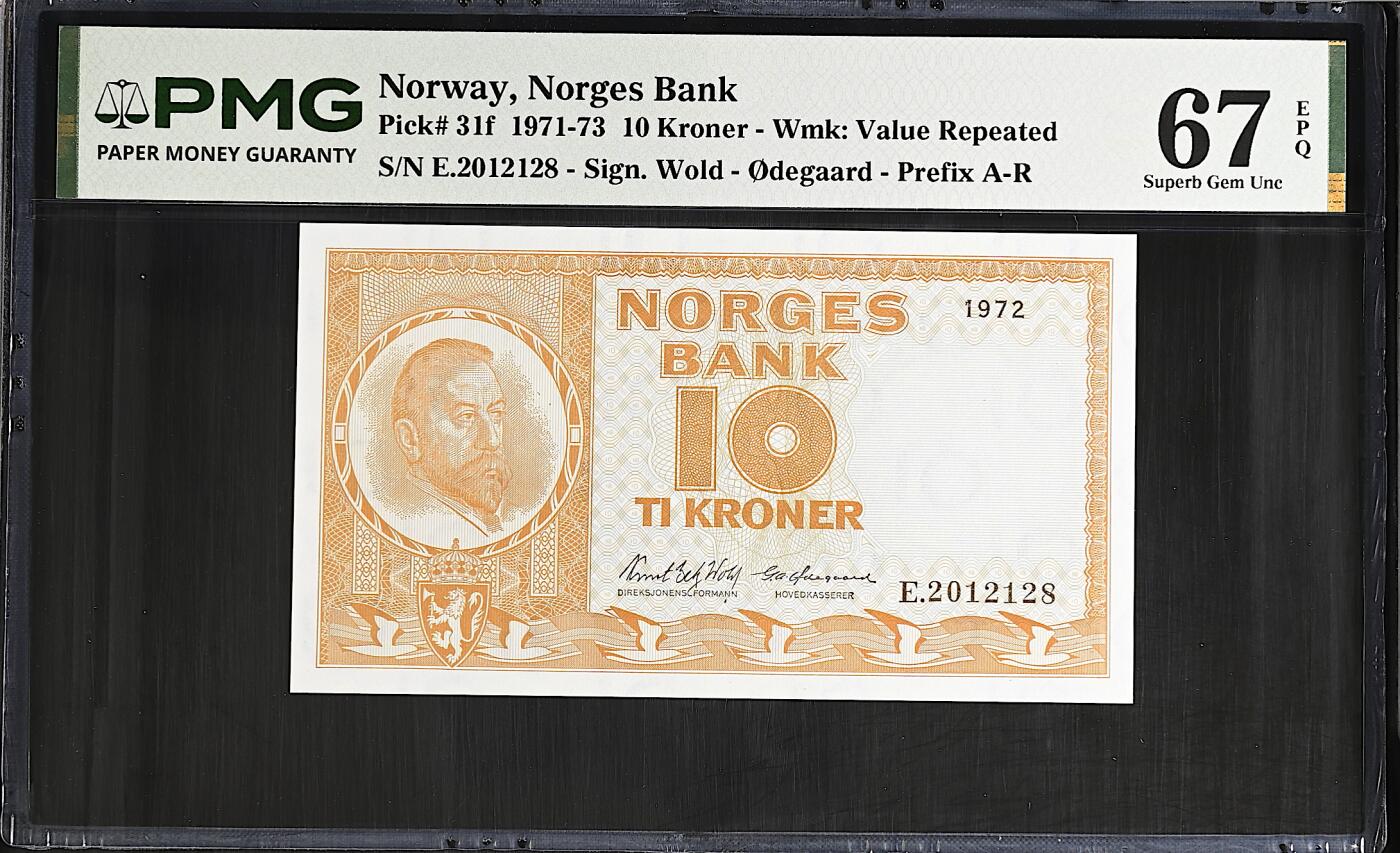 PMG
PAPER MONEY GUARANTY
Norway, Norges Bank
Pick# 31f 1971-73 10 Kroner - Wmk: Value Repeated
S/N E.2012128 - Sign. Wold - Ødegaard - Prefix A-R
67
EPQ
Superb Gem Unc
NORGES
1972
BANK
10
TI KRONER
DIREKSJONENS FORMANN
HOVEDKASSERER
E.2012128